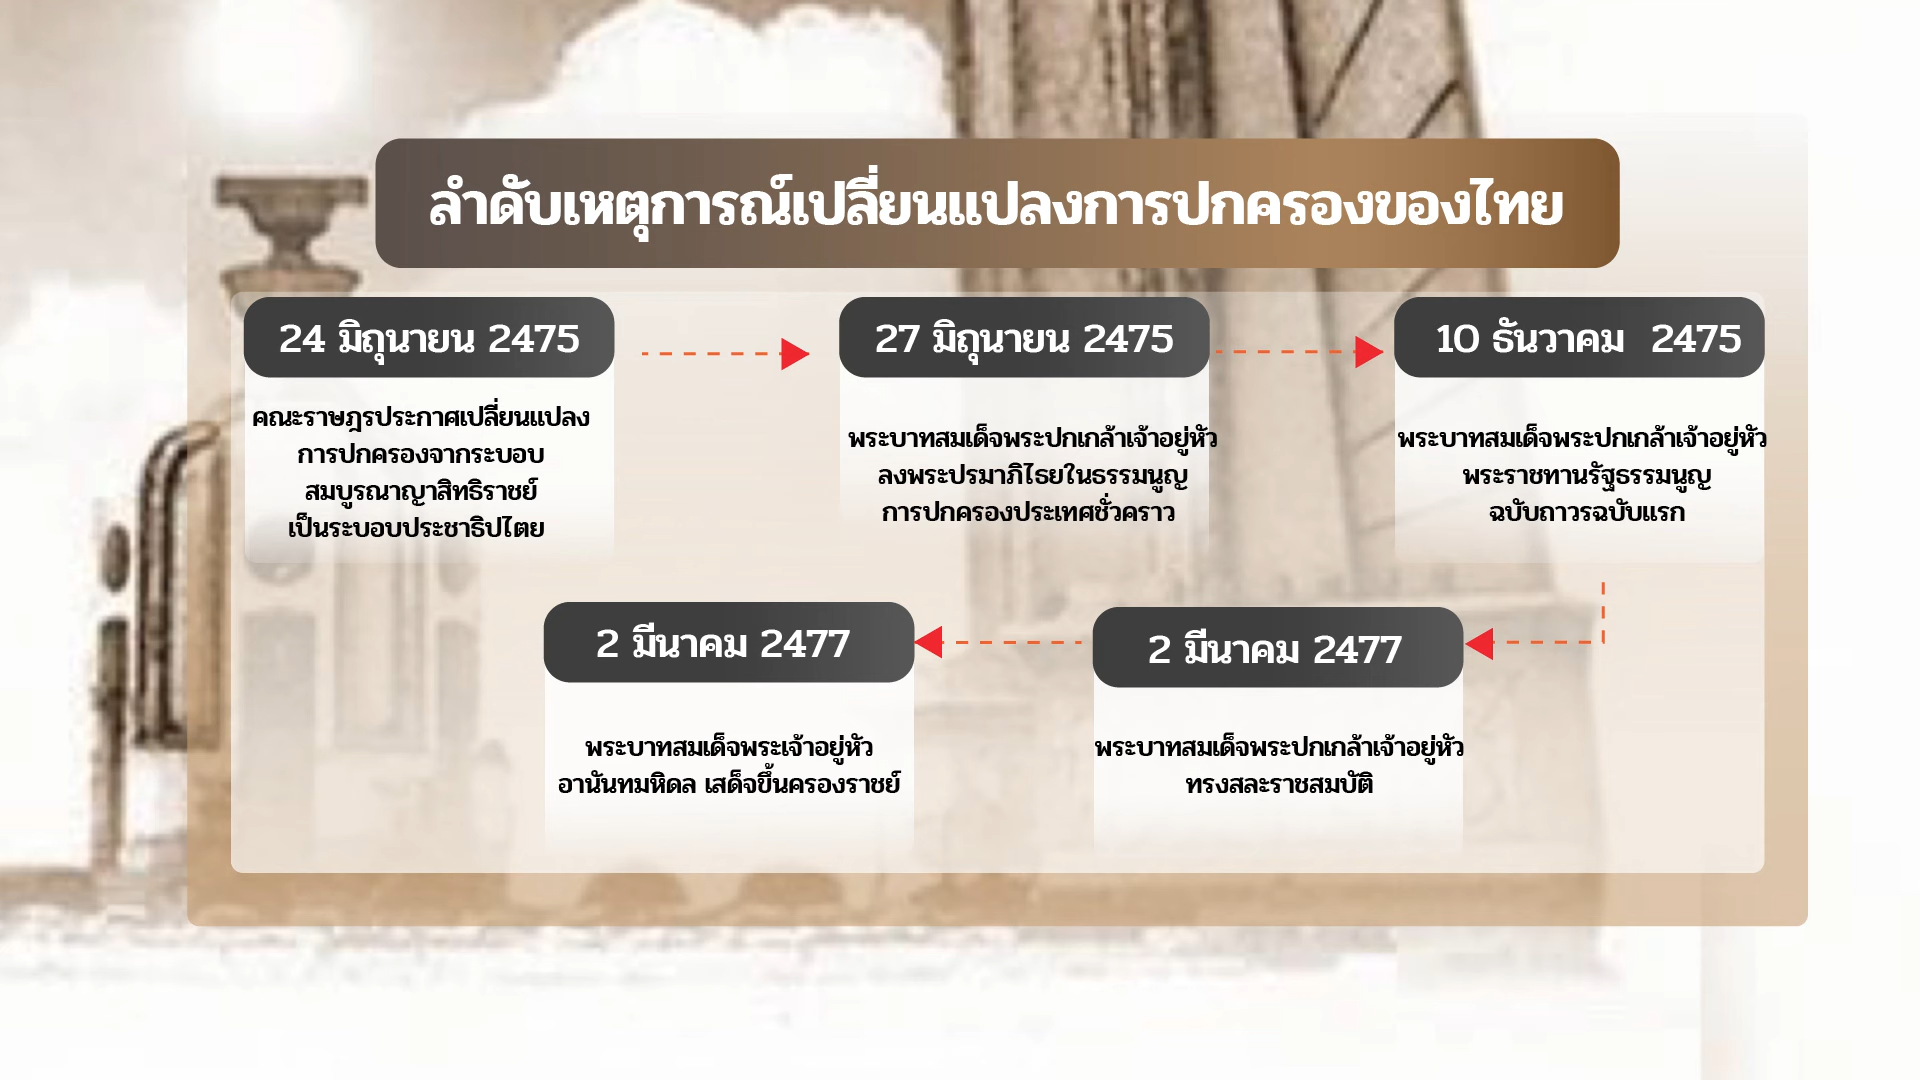 ลำดับเหตุการณ์เปลี่ยนแปลงการปกครองของไทย
24 มิถุนายน 2475
คณะราษฎรประกาศเปลี่ยนแปลง
การปกครองจากระบอบ
สมบูรณาญาสิทธิราชย์
เป็นระบอบประชาธิปไตย
27 มิถุนายน 2475
พระบาทสมเด็จพระปกเกล้าเจ้าอยู่หัว
ลงพระปรมาภิไธยในธรรมนูญ
การปกครองประเทศชั่วคราว
10 ธันวาคม 2475
พระบาทสมเด็จพระปกเกล้าเจ้าอยู่หัว
พระราชทานรัฐธรรมนูญ
ฉบับถาวรฉบับแรก
2 มีนาคม 2477
พระบาทสมเด็จพระปกเกล้าเจ้าอยู่หัว
ทรงสละราชสมบัติ
2 มีนาคม 2477
พระบาทสมเด็จพระเจ้าอยู่หัว
อานันทมหิดล เสด็จขึ้นครองราชย์